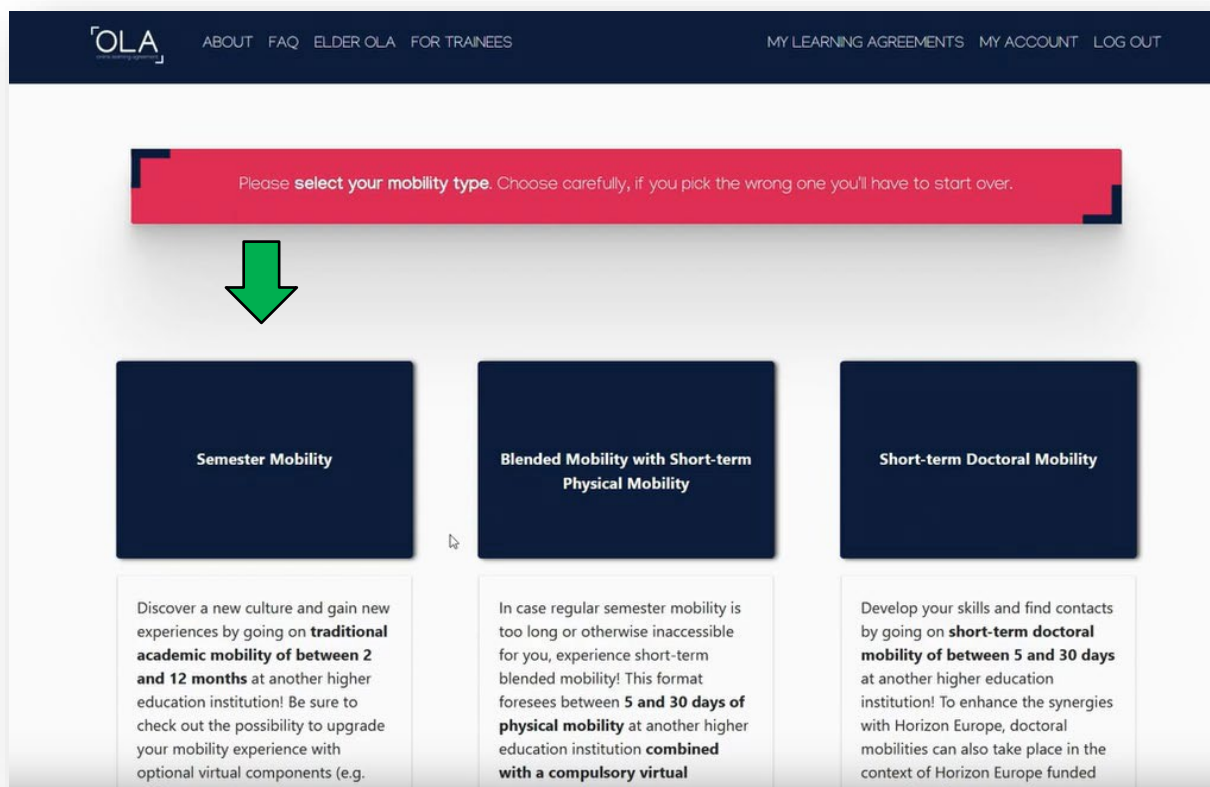 OLA
online learning agreement
ABOUT FAQ ELDER OLA FOR TRAINEES
MY LEARNING AGREEMENTS MY ACCOUNT LOG OUT
Please select your mobility type. Choose carefully, if you pick the wrong one you'll have to start over.
Semester Mobility
Blended Mobility with Short-term
Physical Mobility
Short-term Doctoral Mobility
Discover a new culture and gain new
experiences by going on traditional
academic mobility of between 2
and 12 months at another higher
education institution! Be sure to
check out the possibility to upgrade
your mobility experience with
optional virtual components (e.g.
In case regular semester mobility is
too long or otherwise inaccessible
for you, experience short-term
blended mobility! This format
foresees between 5 and 30 days of
physical mobility at another higher
education institution combined
with a compulsory virtual
Develop your skills and find contacts
by going on short-term doctoral
mobility of between 5 and 30 days
at another higher education
institution! To enhance the synergies
with Horizon Europe, doctoral
mobilities can also take place in the
context of Horizon Europe funded